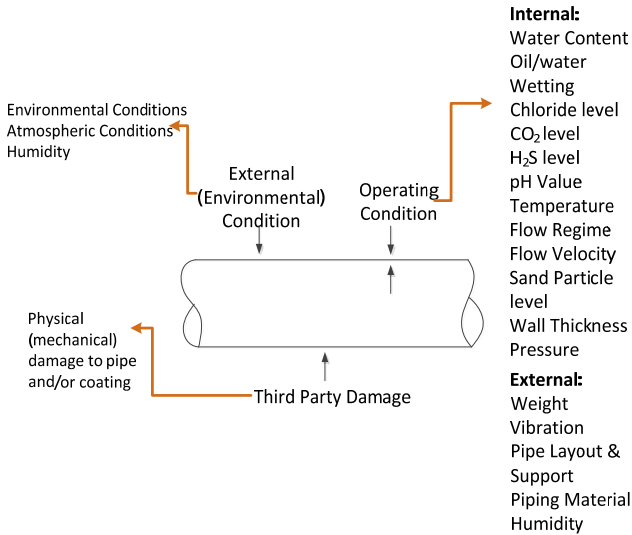 Environmental Conditions
Atmospheric Conditions
Humidity
External
(Environmental)
Condition
Operating
Condition
Physical
(mechanical)
damage to pipe
and/or coating
Third Party Damage
Internal:
Water Content
Oil/water
Wetting
Chloride level
CO₂ level
H₂S level
pH Value
Temperature
Flow Regime
Flow Velocity
Sand Particle
level
Wall Thickness
Pressure
External:
Weight
Vibration
Pipe Layout &
Support
Piping Material
Humidity